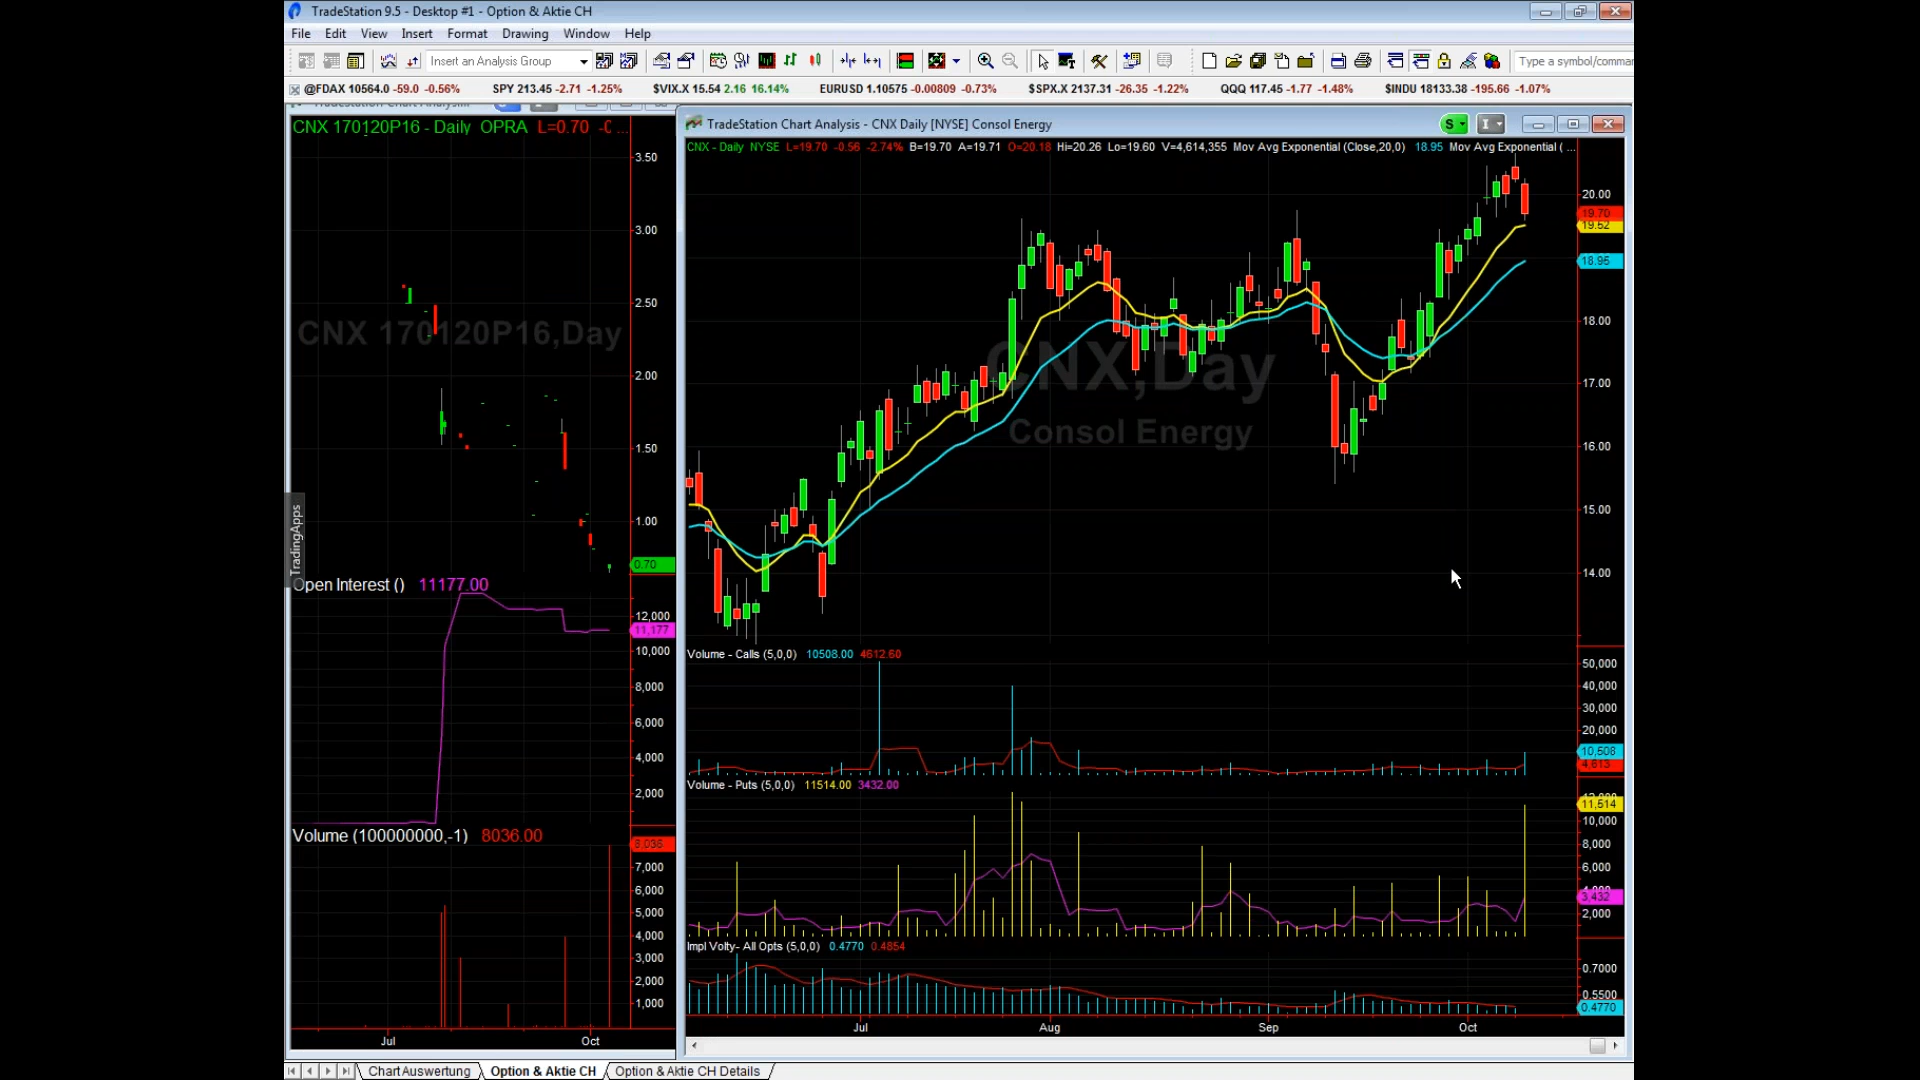 TradeStation 9.5 - Desktop #1 - Option & Aktie CH
File Edit View Insert Format Drawing Window Help
Insert an Analysis Group
Type a symbol/comman
@FDAX 10564.0 -59.0 -0.56% SPY 213.45 -2.71 -1.25% $VIX.X 15.54 2.16 16.14% EURUSD 1.10575 -0.00809 -0.73% $SPX.X 2137.31 -26.35 -1.22% QQQ 117.45 -1.77 -1.48% $INDU 18133.38 -195.66 -1.07%
CNX 170120P16 - Daily OPRA L=0.70 -0 ...
3.50
3.00
2.50
CNX 170120P16,Day
2.00
1.50
1.00
0.70
TradingApps
Open Interest () 11177.00
12,000
11,177
10,000
8,000
6,000
4,000
2,000
Volume (100000000,-1) 8036.00
8,036
7,000
6,000
5,000
4,000
3,000
2,000
1,000
Jul Oct
TradeStation Chart Analysis - CNX Daily [NYSE] Consol Energy
S I
CNX - Daily NYSE L=19.70 -0.56 -2.74% B=19.70 A=19.71 O=20.18 Hi=20.26 Lo=19.60 V=4,614,355 Mov Avg Exponential (Close,20,0) 18.95 Mov Avg Exponential ( ...
20.00
19.70
19.52
18.95
18.00
CNX,Day
Consol Energy
17.00
16.00
15.00
14.00
Volume - Calls (5,0,0) 10508.00 4612.60
50,000
40,000
30,000
20,000
10,508
4,613
Volume - Puts (5,0,0) 11514.00 3432.00
11,514
10,000
8,000
6,000
3,432
2,000
Impl Volty- All Opts (5,0,0) 0.4770 0.4854
0.7000
0.5500
0.4770
Jul Aug Sep Oct
ChartAuswertung Option & Aktie CH Option & Aktie CH Details